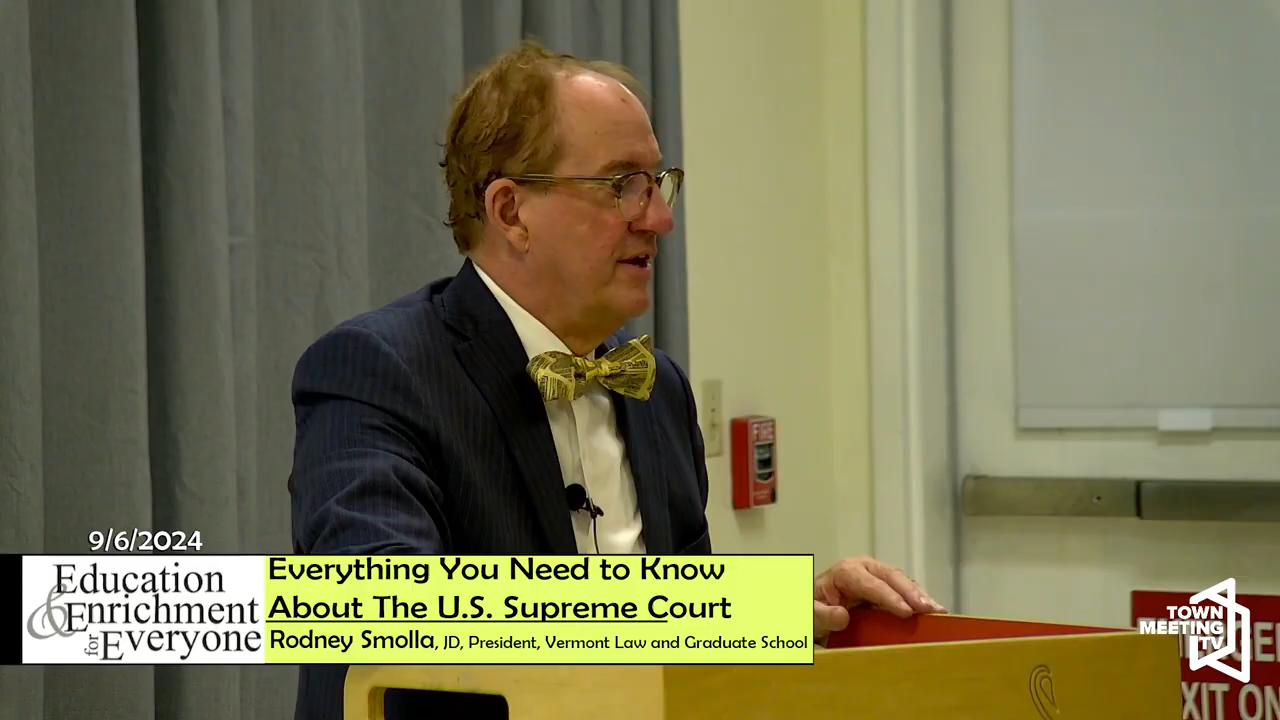 FIRE
9/6/2024
Education
& Enrichment
for Everyone
Everything You Need to Know
About The U.S. Supreme Court
Rodney Smolla, JD, President, Vermont Law and Graduate School
TOWN
MEETING
TV
EXIT ON